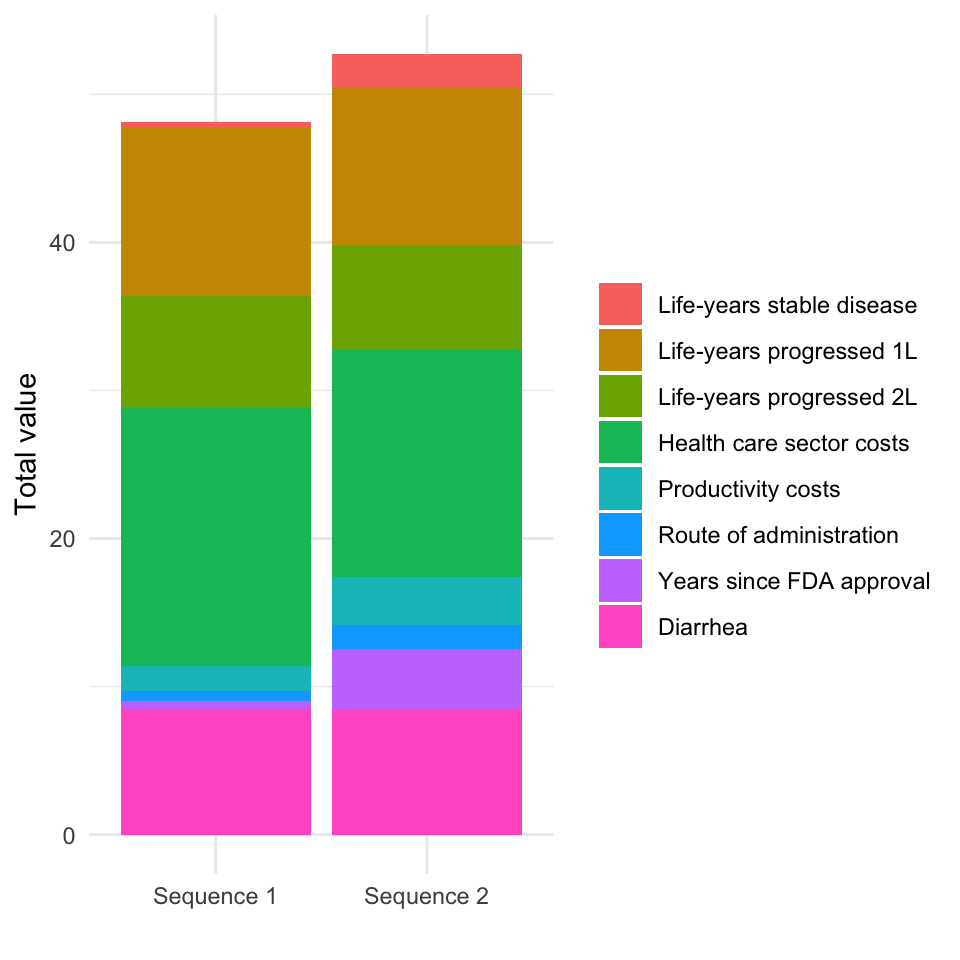 Total value
40
20
0
Sequence 1
Sequence 2
Life-years stable disease
Life-years progressed 1L
Life-years progressed 2L
Health care sector costs
Productivity costs
Route of administration
Years since FDA approval
Diarrhea